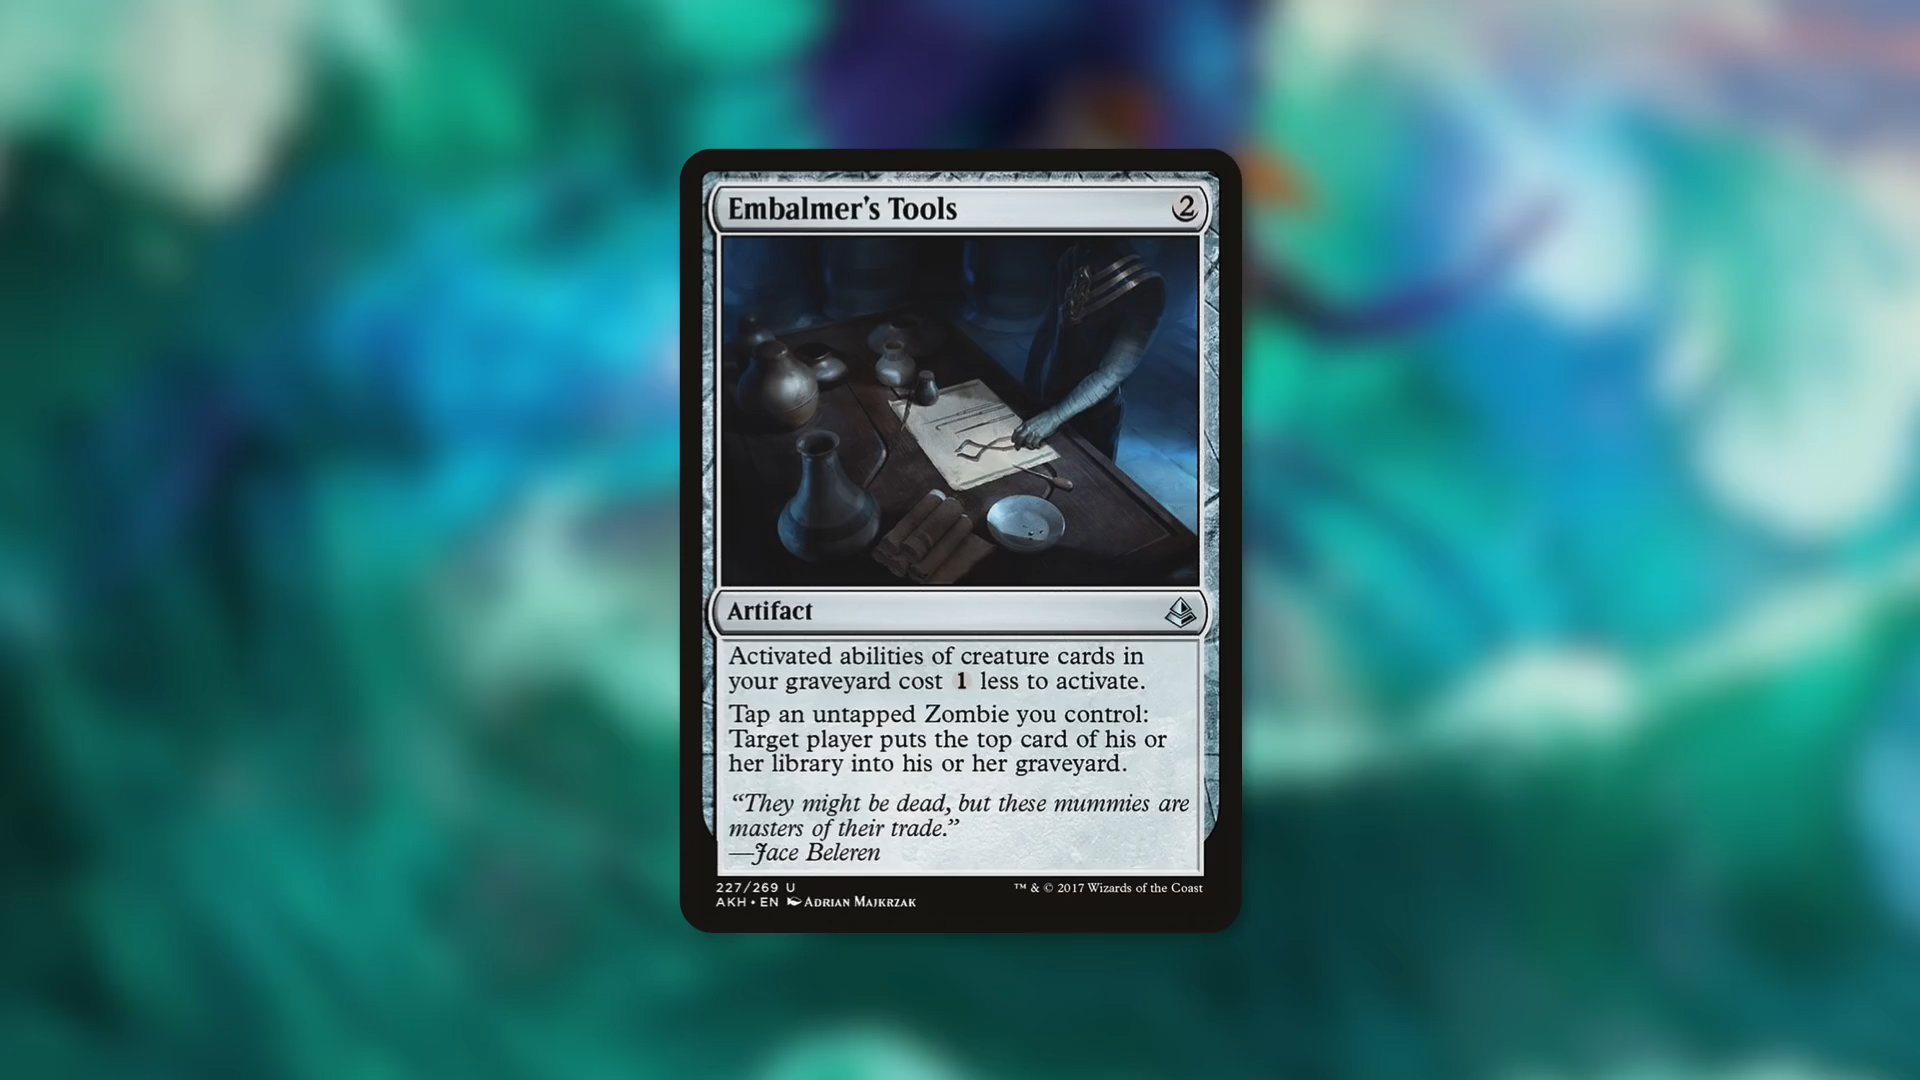 Embalmer's Tools 2
Artifact
Activated abilities of creature cards in
your graveyard cost 1 less to activate.
Tap an untapped Zombie you control:
Target player puts the top card of his or
her library into his or her graveyard.
“They might be dead, but these mummies are
masters of their trade.”
—Jace Beleren
227/269 U
™ & © 2017 Wizards of the Coast
AKH • EN Adrian Majkrzak